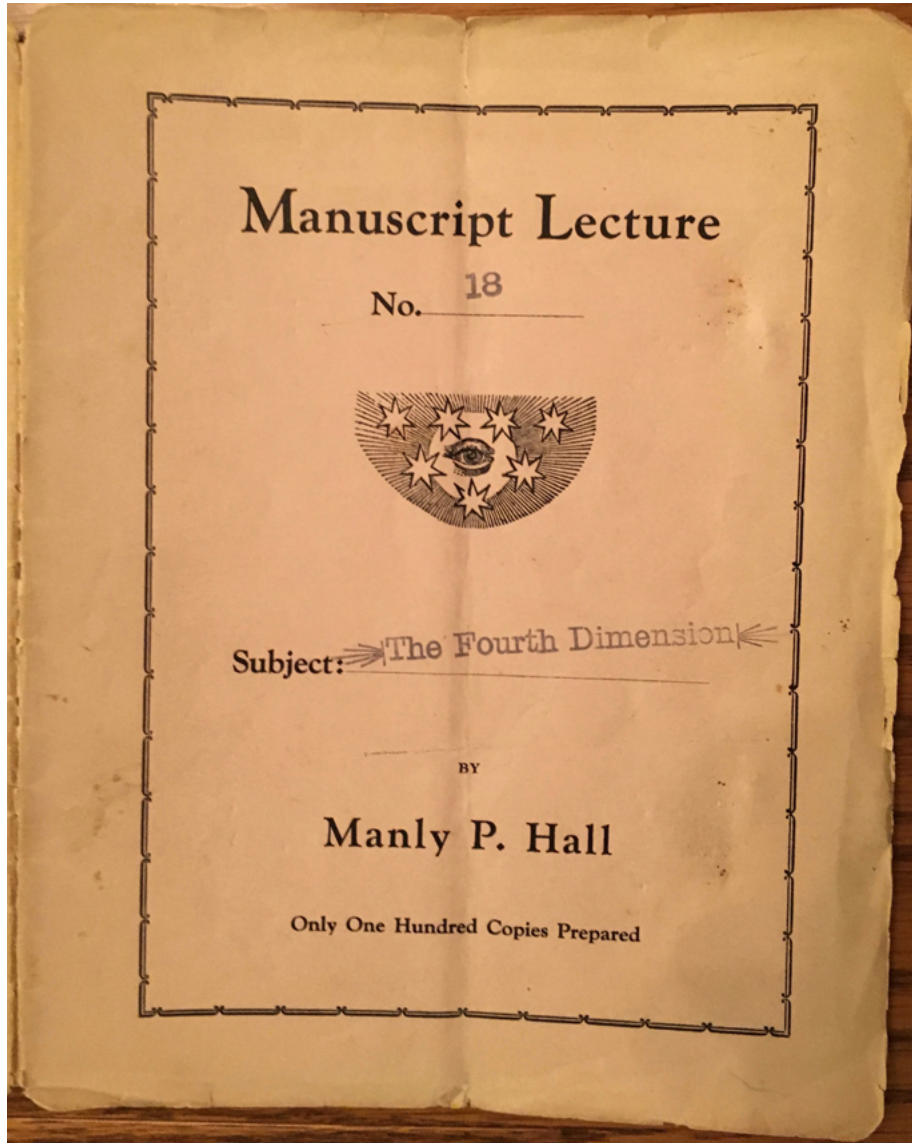 Manuscript Lecture
No. 18
Subject: The Fourth Dimension
BY
Manly P. Hall
Only One Hundred Copies Prepared